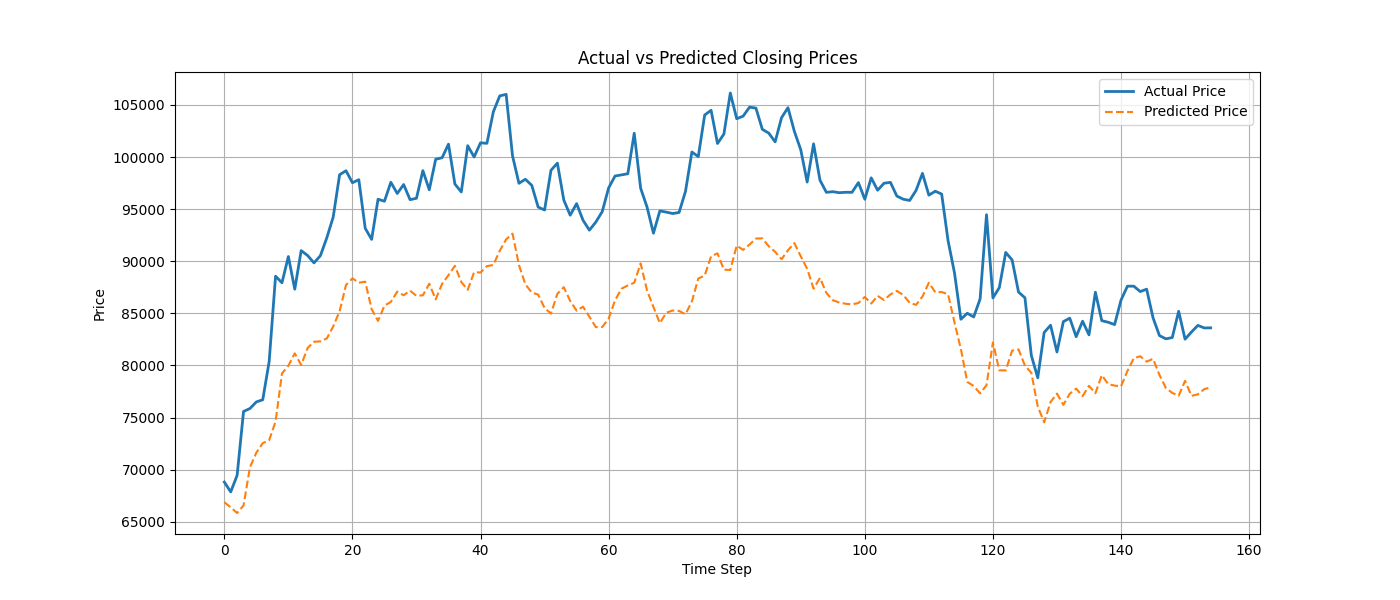 Actual vs Predicted Closing Prices
Actual Price
Predicted Price
Price
105000
100000
95000
90000
85000
80000
75000
70000
65000
0 20 40 60 80 100 120 140 160
Time Step